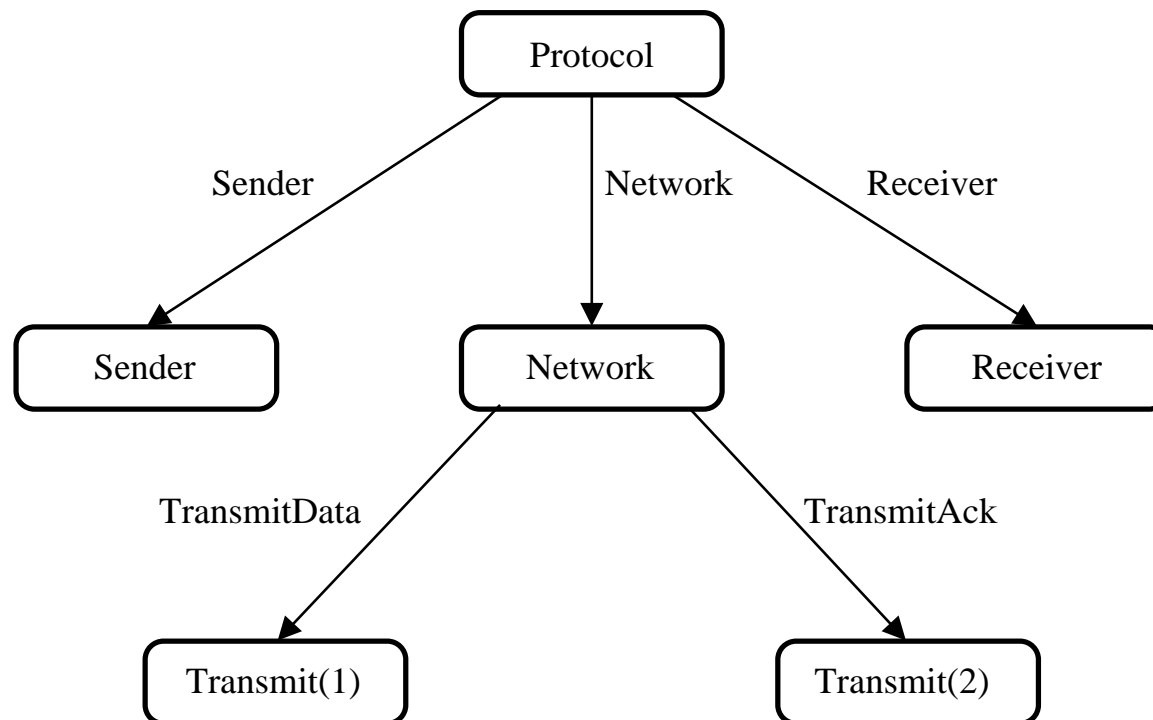 Protocol
Sender
Network
Receiver
Sender
Network
Receiver
TransmitData
TransmitAck
Transmit(1)
Transmit(2)